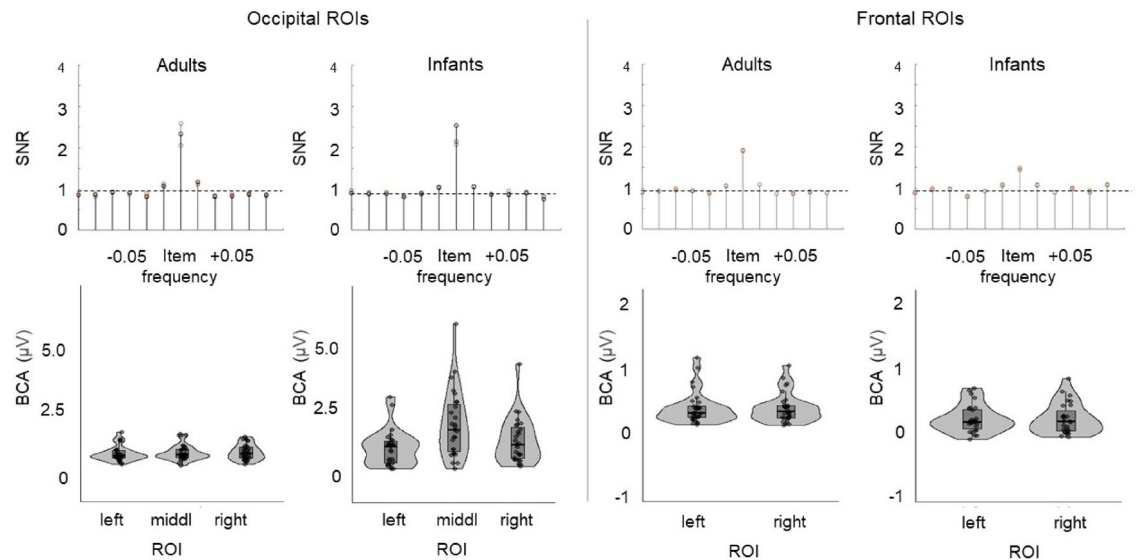 Occipital ROIs
Frontal ROIs
Adults
4
3
2
1
0
SNR
-0.05 Item +0.05
frequency
Infants
4
3
2
1
0
SNR
-0.05 Item +0.05
frequency
Adults
4
3
2
1
0
SNR
-0.05 Item +0.05
frequency
Infants
4
3
2
1
0
SNR
-0.05 Item +0.05
frequency
5.0
2.5
0
BCA (µV)
left middl right
ROI
5.0
2.5
0
BCA (µV)
left middl right
ROI
2
1
0
-1
BCA (µV)
left right
ROI
2
1
0
-1
BCA (µV)
left right
ROI